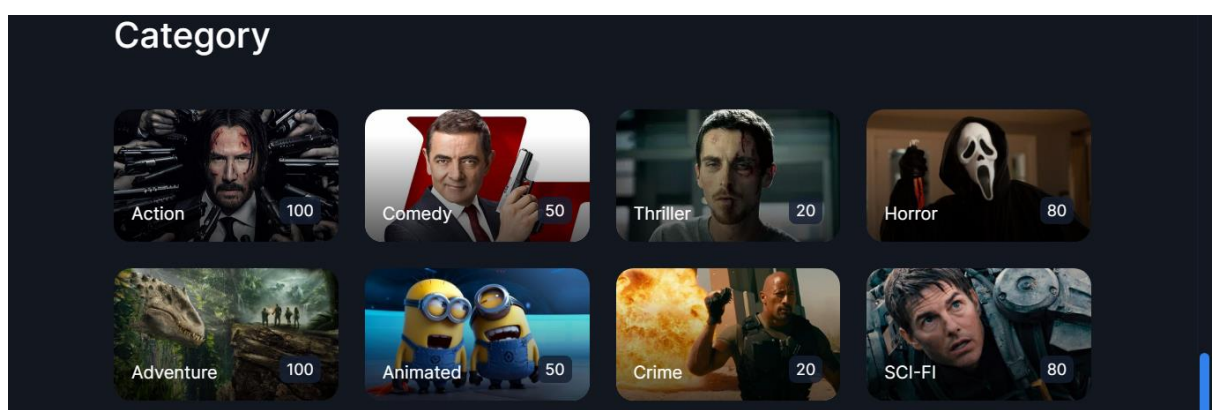 Category
Action 100
Comedy 50
Thriller 20
Horror 80
Adventure 100
Animated 50
Crime 20
SCI-FI 80